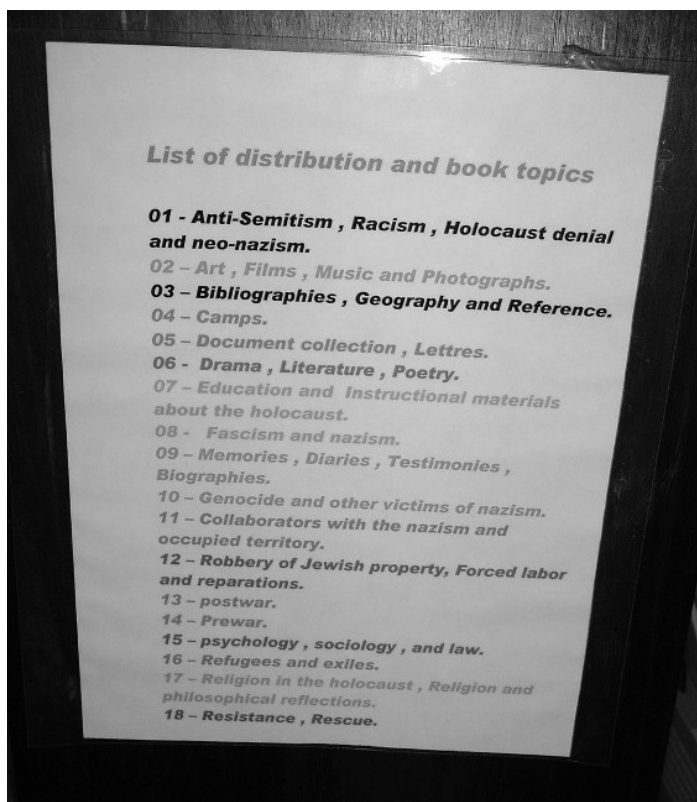 List of distribution and book topics
01 - Anti-Semitism , Racism , Holocaust denial
and neo-nazism.
02 – Art , Films , Music and Photographs.
03 – Bibliographies , Geography and Reference.
04 – Camps.
05 – Document collection , Lettres.
06 - Drama , Literature , Poetry.
07 – Education and Instructional materials
about the holocaust.
08 - Fascism and nazism.
09 – Memories , Diaries , Testimonies ,
Biographies.
10 – Genocide and other victims of nazism.
11 – Collaborators with the nazism and
occupied territory.
12 – Robbery of Jewish property, Forced labor
and reparations.
13 – postwar.
14 – Prewar.
15 – psychology , sociology , and law.
16 – Refugees and exiles.
17 – Religion in the holocaust , Religion and
philosophical reflections.
18 – Resistance , Rescue.